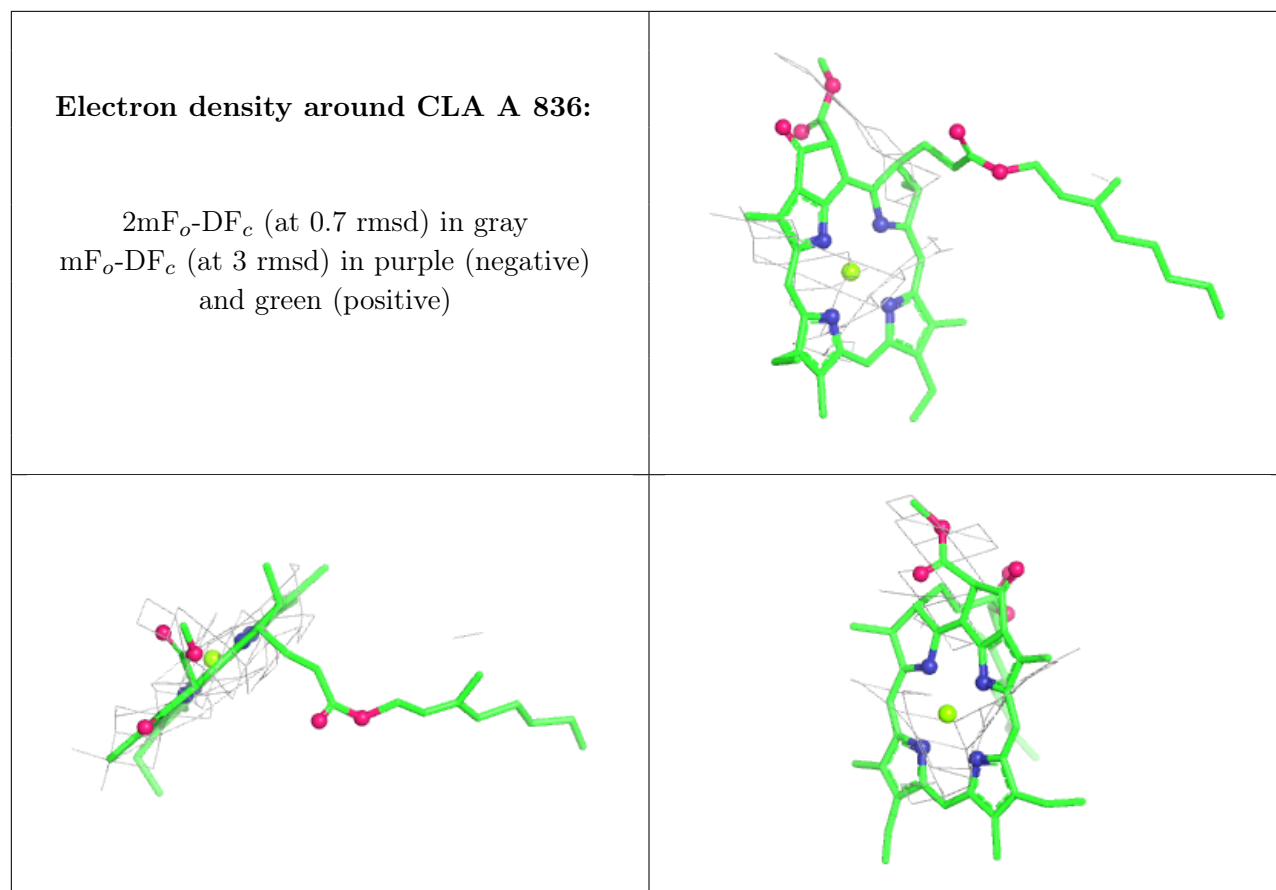 Electron density around CLA A 836:
2mFo-DFc (at 0.7 rmsd) in gray
mFo-DFc (at 3 rmsd) in purple (negative)
and green (positive)